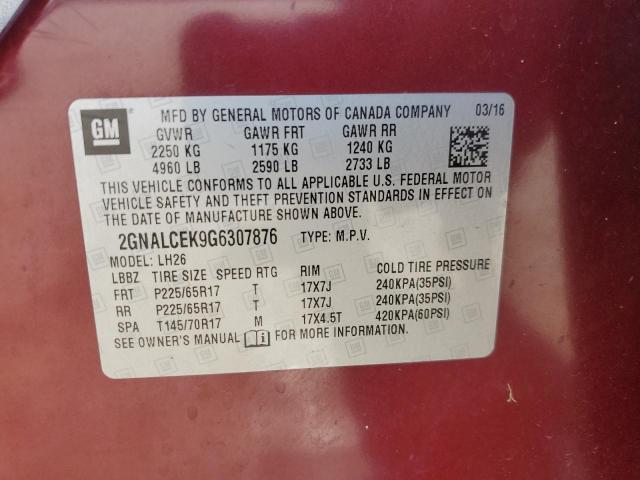 GM
MFD BY GENERAL MOTORS OF CANADA COMPANY 03/16
GVWR GAWR FRT GAWR RR
2250 KG 1175 KG 1240 KG
4960 LB 2590 LB 2733 LB
THIS VEHICLE CONFORMS TO ALL APPLICABLE U.S. FEDERAL MOTOR
VEHICLE SAFETY AND THEFT PREVENTION STANDARDS IN EFFECT ON
THE DATE OF MANUFACTURE SHOWN ABOVE.
2GNALCEK9G6307876 TYPE: M.P.V.
MODEL: LH26
LBBZ TIRE SIZE SPEED RTG RIM COLD TIRE PRESSURE
FRT P225/65R17 T 17X7J 240KPA(35PSI)
RR P225/65R17 T 17X7J 240KPA(35PSI)
SPA T145/70R17 M 17X4.5T 420KPA(60PSI)
SEE OWNER'S MANUAL FOR MORE INFORMATION.